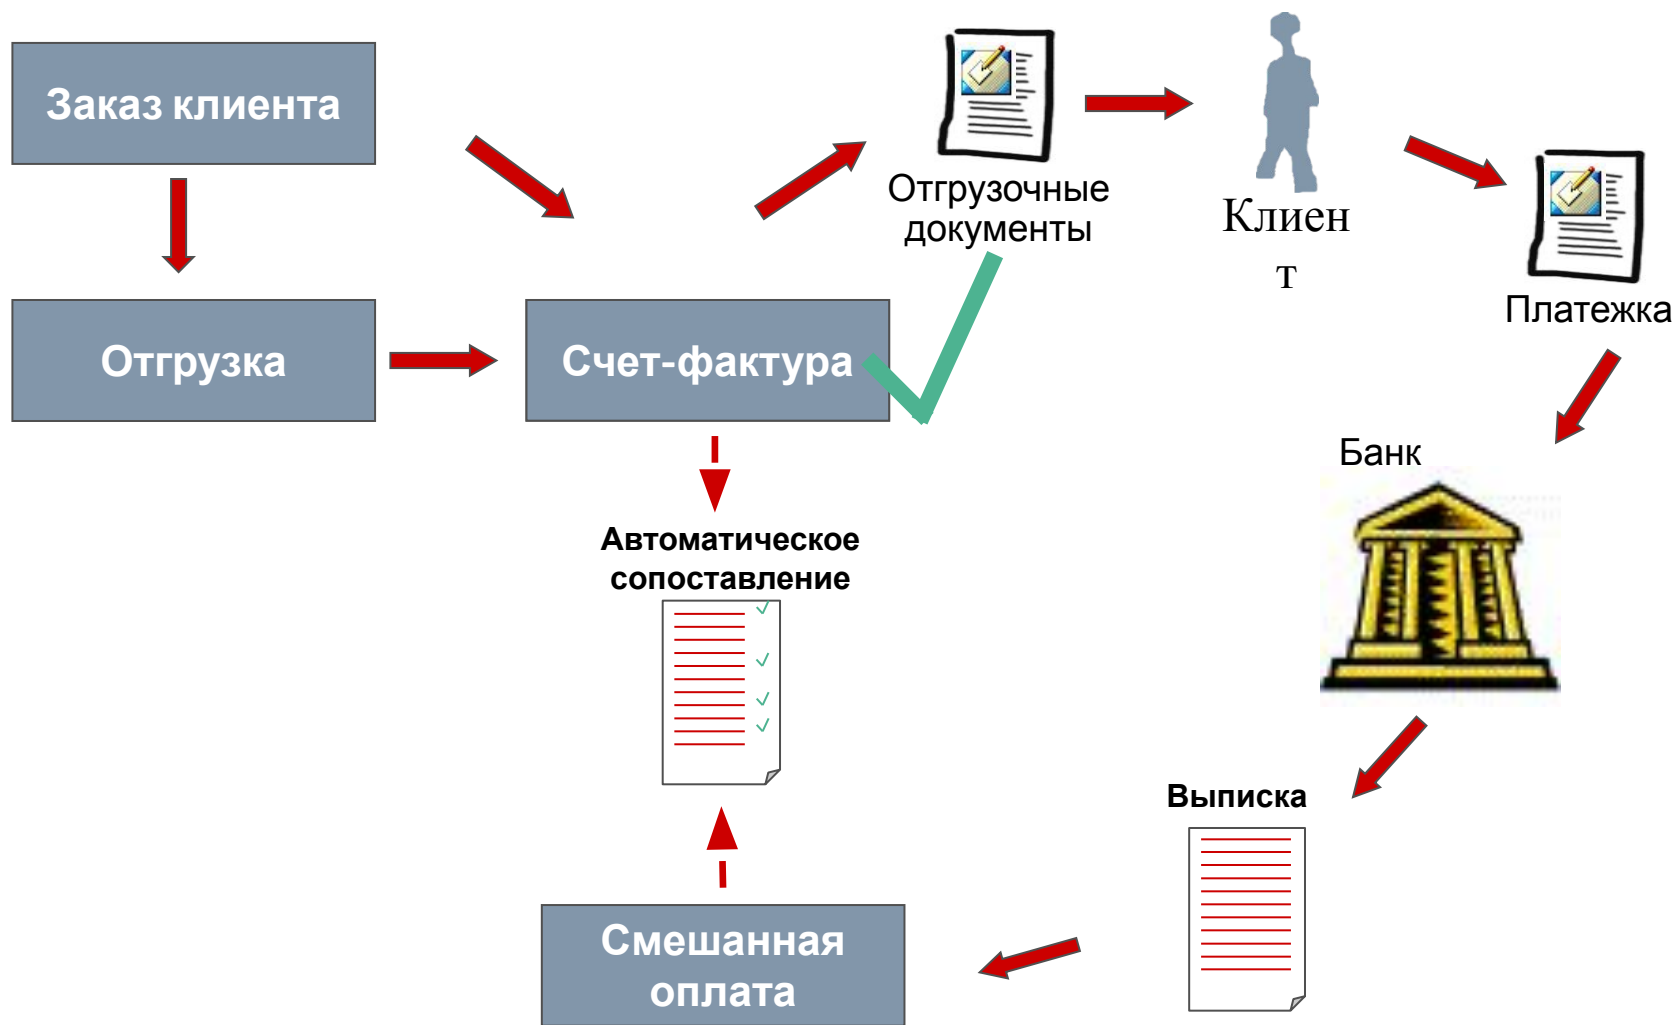 Заказ клиента
Отгрузочные
документы
Клиен
т
Платежка
Отгрузка
Счет-фактура
Банк
Автоматическое
сопоставление
Выписка
Смешанная
оплата